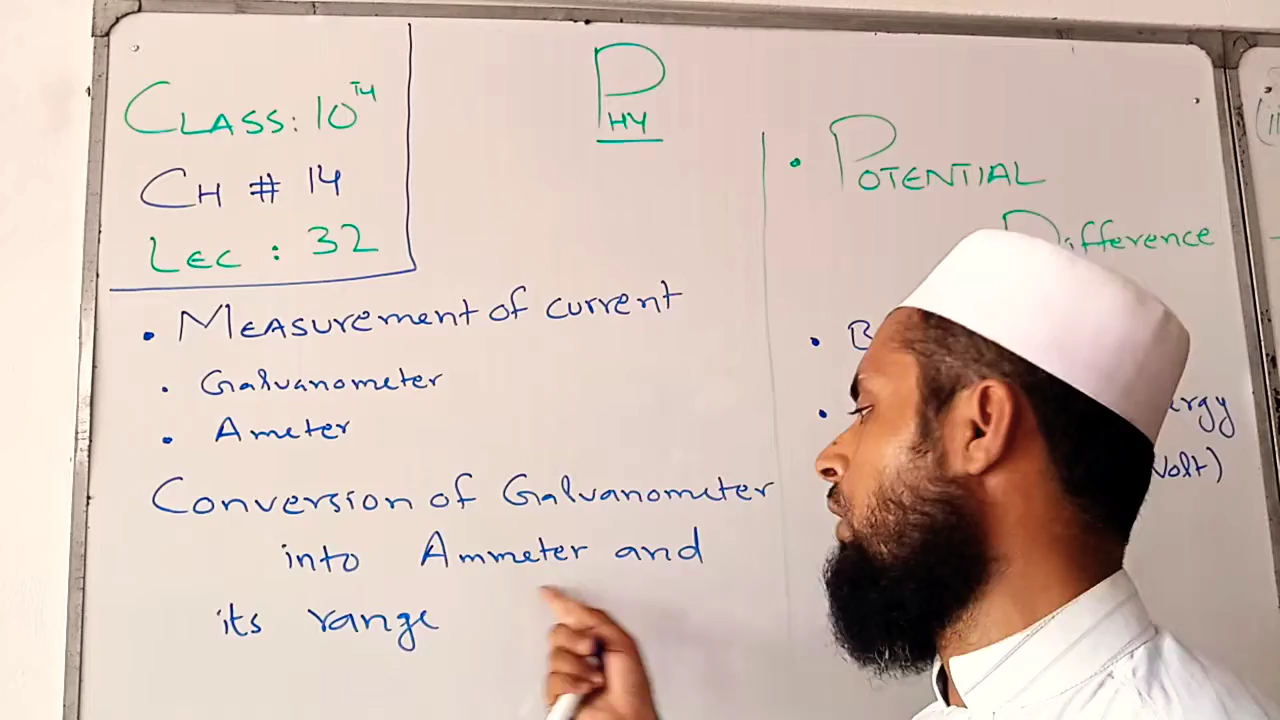 CLASS: 10TH
CH # 14
LEC : 32
PHY
• MEASUREMENT OF CURRENT
• Galvanometer
• Ameter
Conversion of Galvanometer
into Ammeter and
its range
• POTENTIAL
Difference
•
•
Volt)